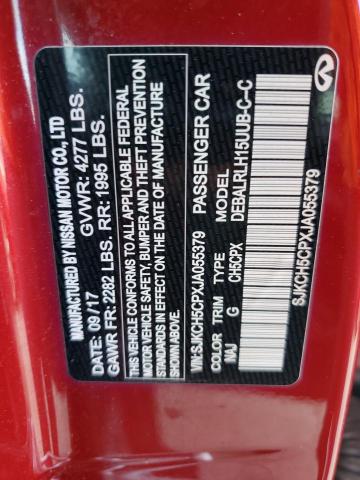 MANUFACTURED BY NISSAN MOTOR CO., LTD
DATE: 09/17 GVWR: 4277 LBS.
GAWR FR: 2282 LBS. RR: 1995 LBS.
THIS VEHICLE CONFORMS TO ALL APPLICABLE FEDERAL
MOTOR VEHICLE SAFETY, BUMPER AND THEFT PREVENTION
STANDARDS IN EFFECT ON THE DATE OF MANUFACTURE
SHOWN ABOVE.
VIN: SJKCH5CPXJA055379 PASSENGER CAR
COLOR TRIM TYPE MODEL
NAJ G CH5CPX DEBALRLH15UUB-C-C
SJKCH5CPXJA055379